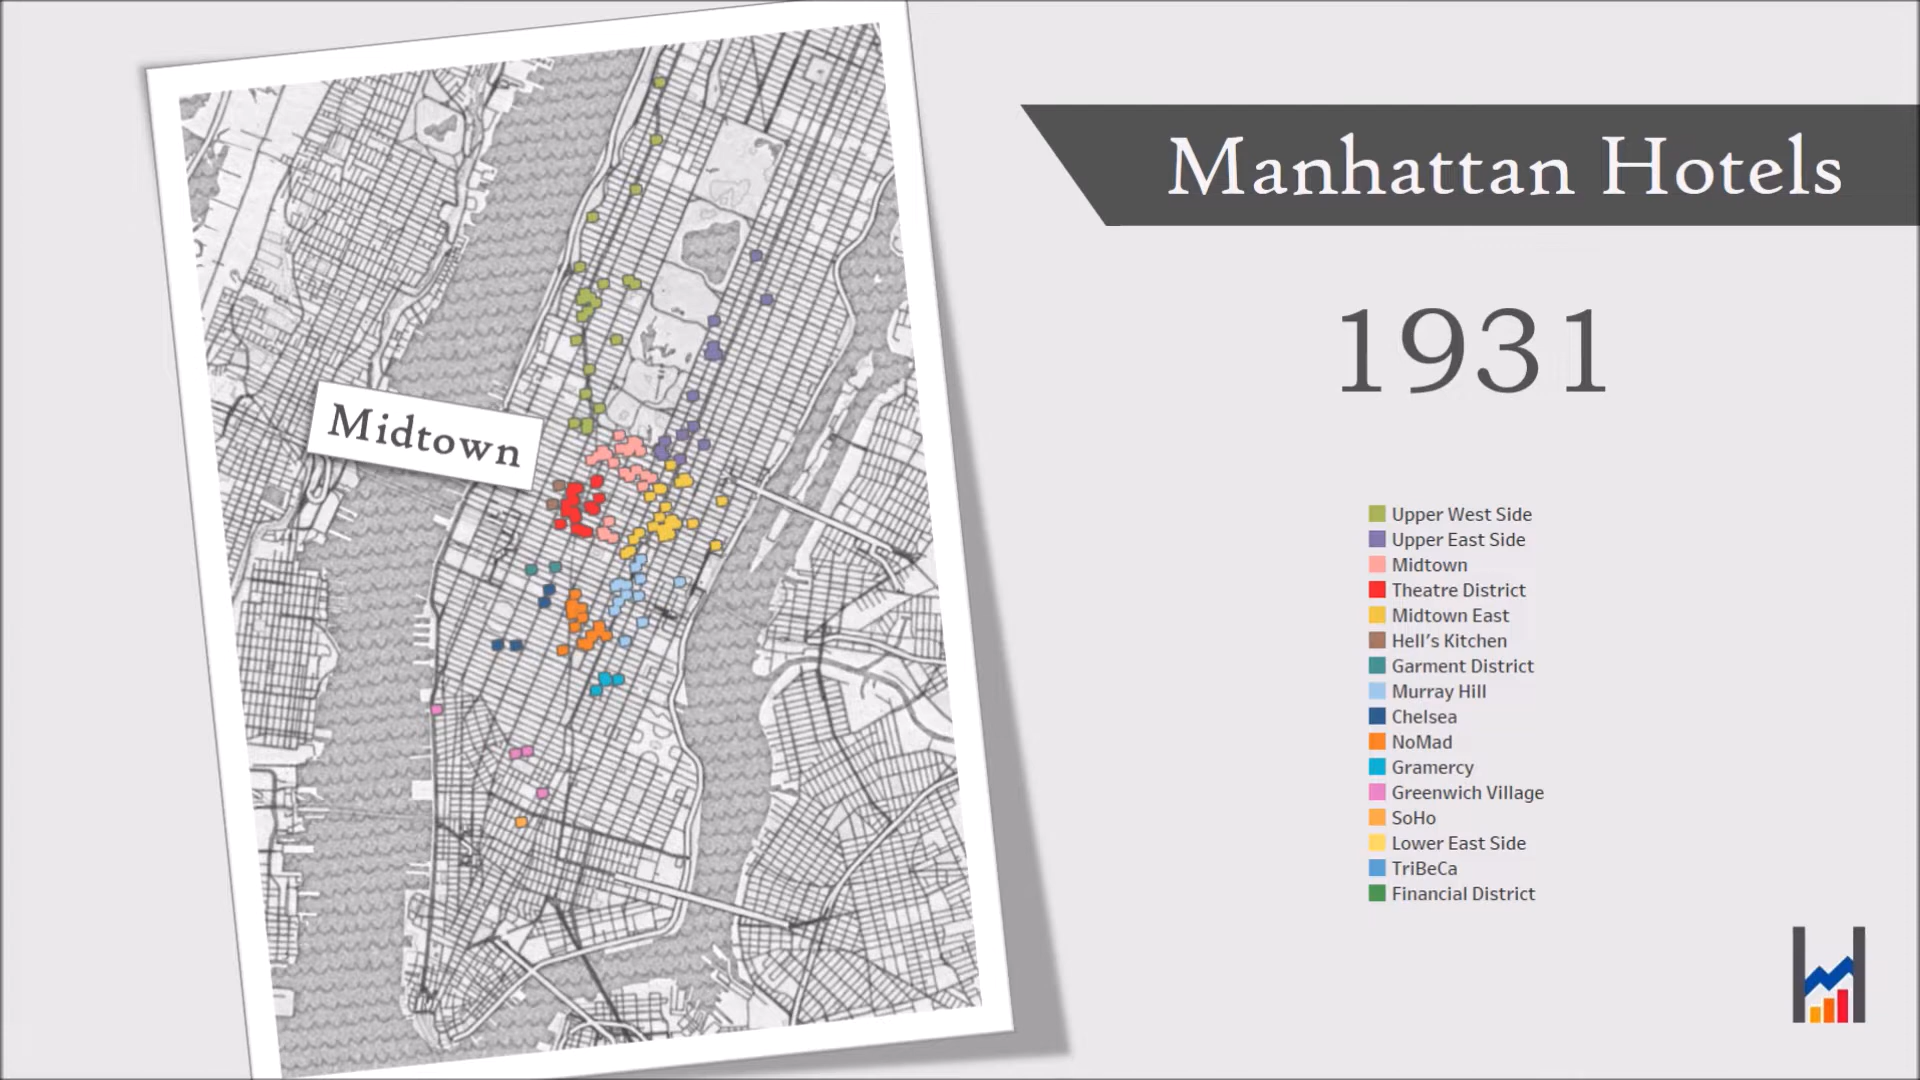 Manhattan Hotels
1931
Midtown
Upper West Side
Upper East Side
Midtown
Theatre District
Midtown East
Hell's Kitchen
Garment District
Murray Hill
Chelsea
NoMad
Gramercy
Greenwich Village
SoHo
Lower East Side
TriBeCa
Financial District